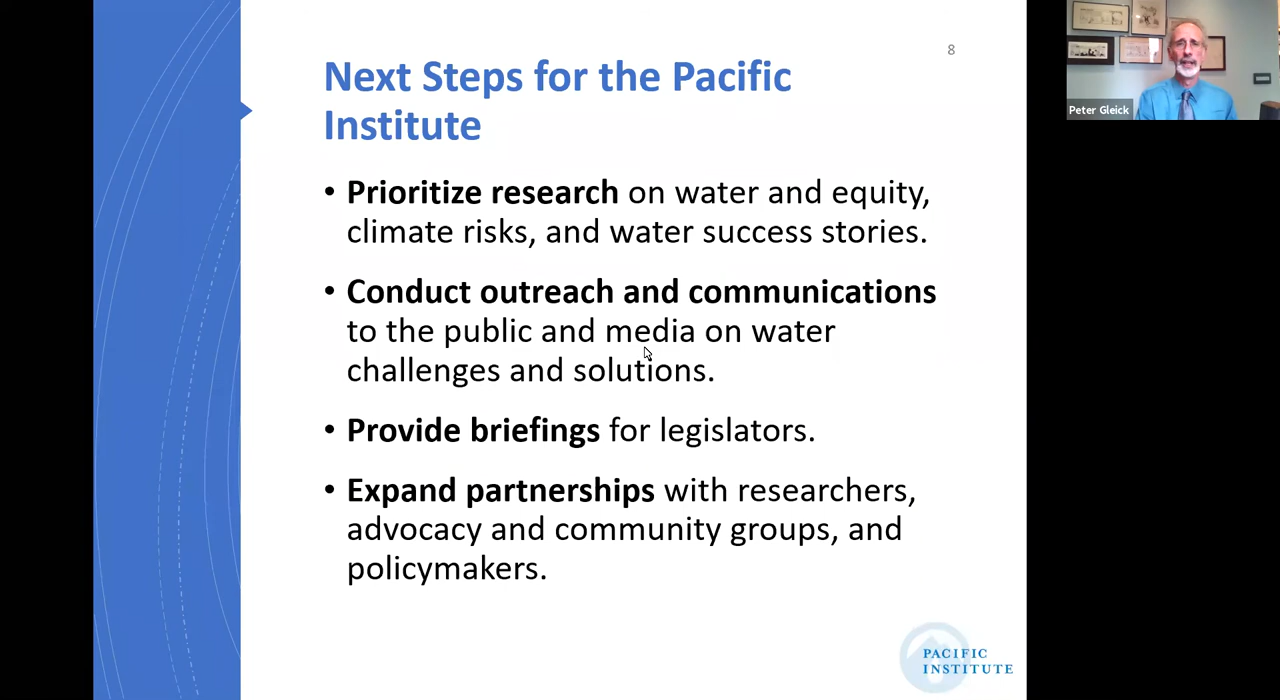 8
Next Steps for the Pacific
Institute
• Prioritize research on water and equity,
climate risks, and water success stories.
• Conduct outreach and communications
to the public and media on water
challenges and solutions.
• Provide briefings for legislators.
• Expand partnerships with researchers,
advocacy and community groups, and
policymakers.
PACIFIC
INSTITUTE
Peter Gleick